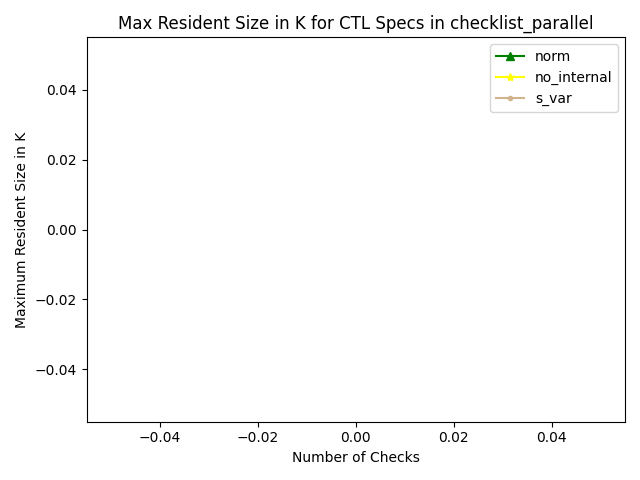 Max Resident Size in K for CTL Specs in checklist_parallel
norm
no_internal
s_var
Maximum Resident Size in K
0.04
0.02
0.00
−0.02
−0.04
−0.04 −0.02 0.00 0.02 0.04
Number of Checks